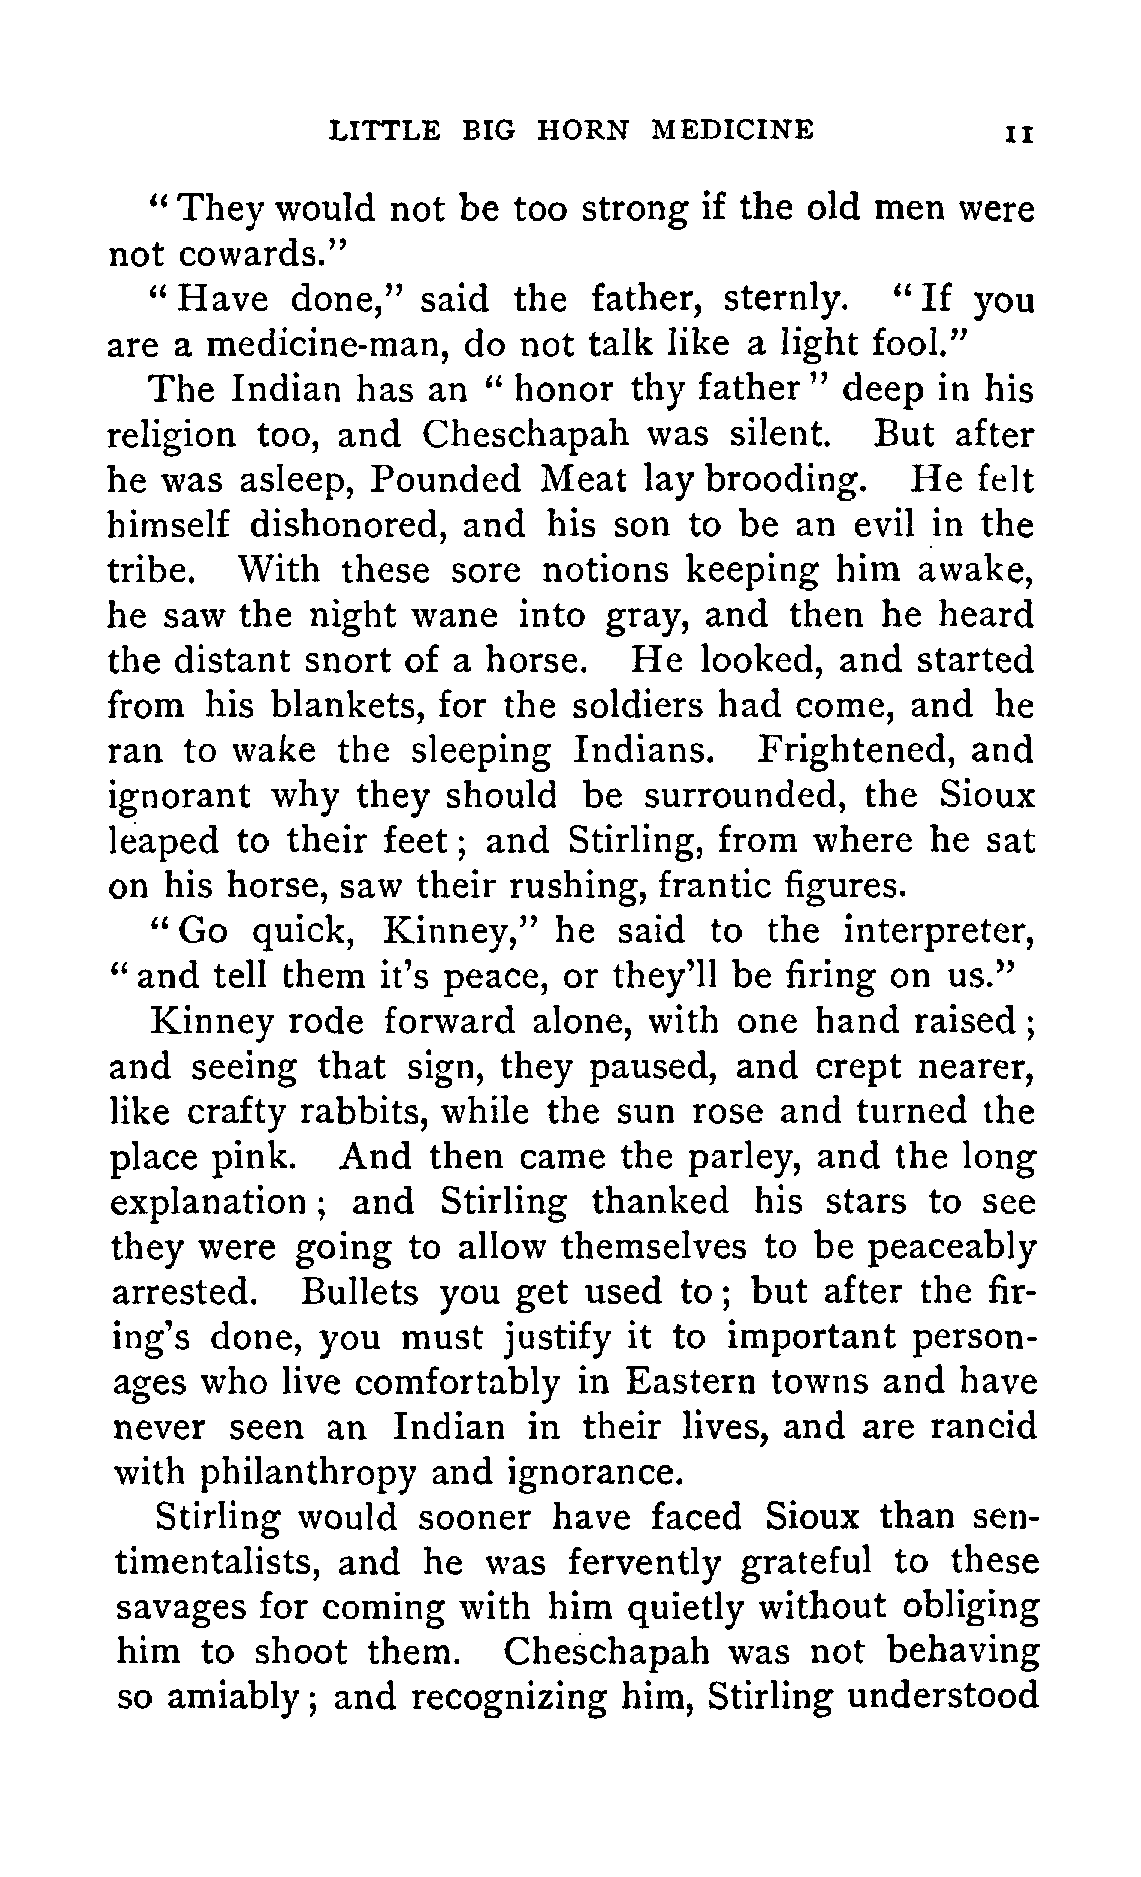 LITTLE BIG HORN MEDICINE 11
"They would not be too strong if the old men were
not cowards."
"Have done," said the father, sternly. "If you
are a medicine-man, do not talk like a light fool."
The Indian has an "honor thy father" deep in his
religion too, and Cheschapah was silent. But after
he was asleep, Pounded Meat lay brooding. He felt
himself dishonored, and his son to be an evil in the
tribe. With these sore notions keeping him awake,
he saw the night wane into gray, and then he heard
the distant snort of a horse. He looked, and started
from his blankets, for the soldiers had come, and he
ran to wake the sleeping Indians. Frightened, and
ignorant why they should be surrounded, the Sioux
leaped to their feet; and Stirling, from where he sat
on his horse, saw their rushing, frantic figures.
"Go quick, Kinney," he said to the interpreter,
"and tell them it's peace, or they'll be firing on us."
Kinney rode forward alone, with one hand raised;
and seeing that sign, they paused, and crept nearer,
like crafty rabbits, while the sun rose and turned the
place pink. And then came the parley, and the long
explanation; and Stirling thanked his stars to see
they were going to allow themselves to be peaceably
arrested. Bullets you get used to; but after the fir-
ing's done, you must justify it to important person-
ages who live comfortably in Eastern towns and have
never seen an Indian in their lives, and are rancid
with philanthropy and ignorance.
Stirling would sooner have faced Sioux than sen-
timentalists, and he was fervently grateful to these
savages for coming with him quietly without obliging
him to shoot them. Cheschapah was not behaving
so amiably; and recognizing him, Stirling understood